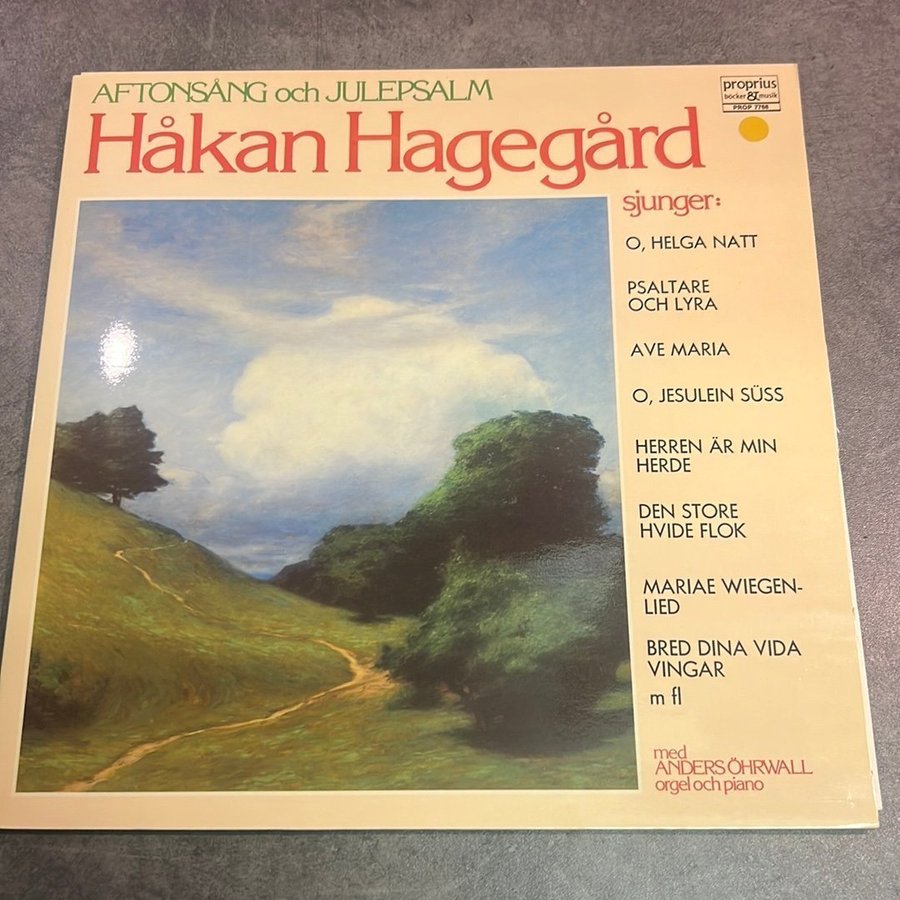 AFTONSÅNG och JULEPSALM
proprius
böcker & musik
PROP 7768
Håkan Hagegård
sjunger:
O, HELGA NATT
PSALTARE
OCH LYRA
AVE MARIA
O, JESULEIN SÜSS
HERREN ÄR MIN
HERDE
DEN STORE
HVIDE FLOK
MARIAE WIEGEN-
LIED
BRED DINA VIDA
VINGAR
m fl
med
ANDERS ÖHRWALL
orgel och piano